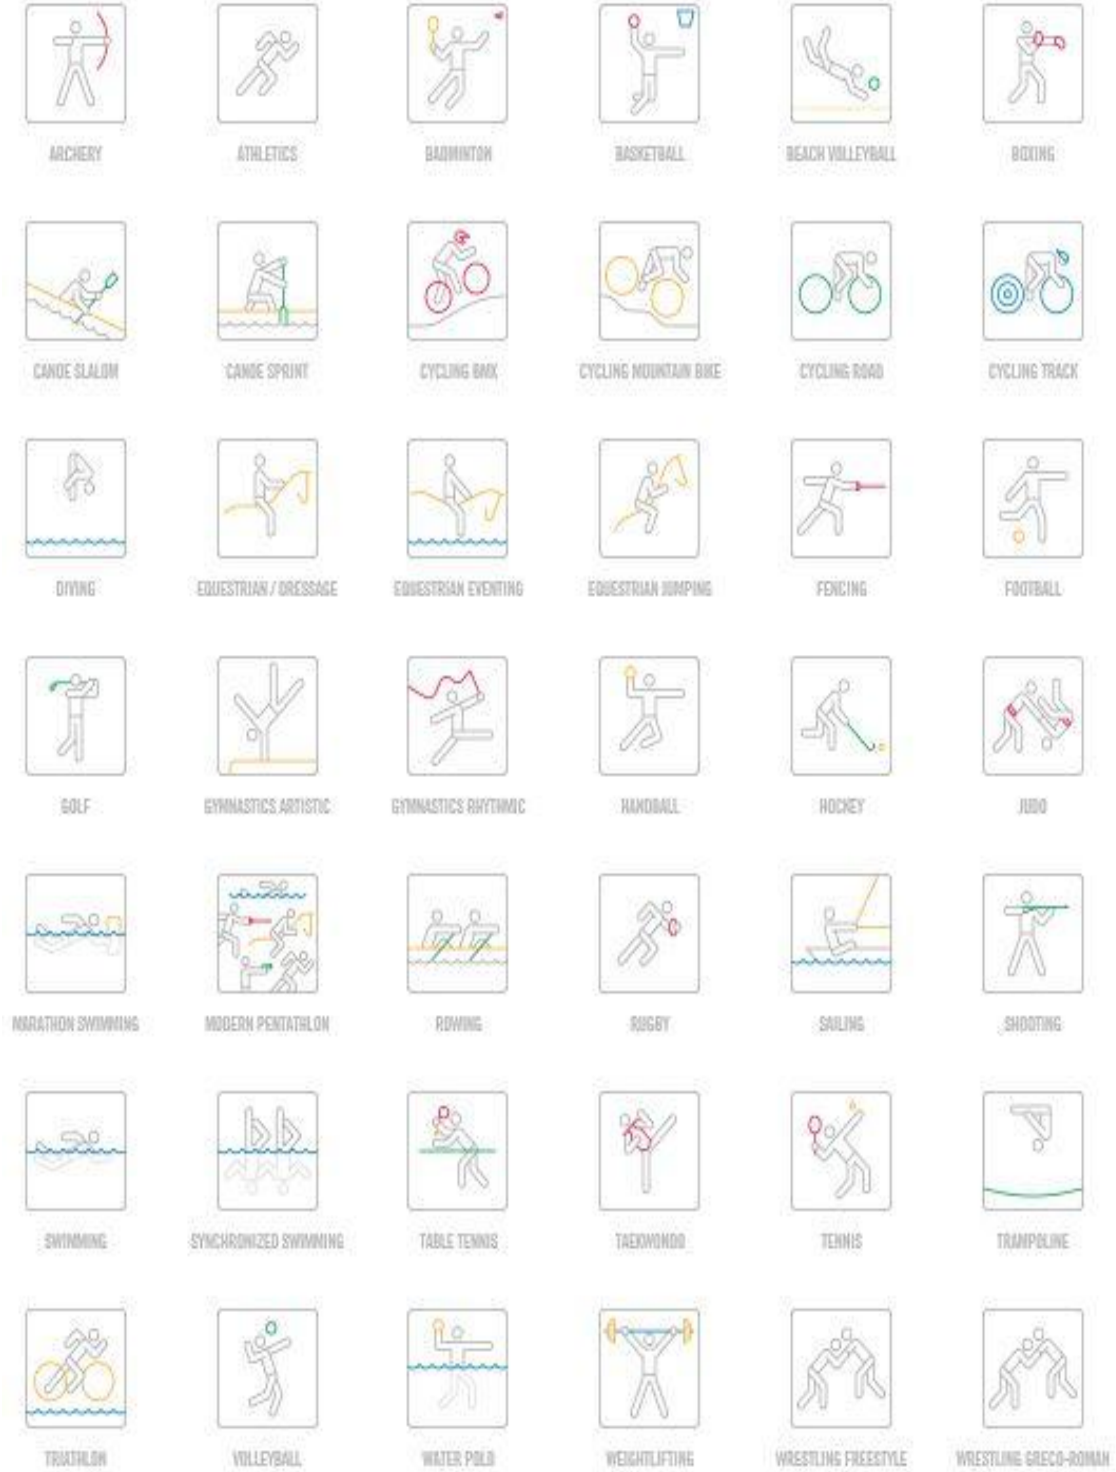 ARCHERY
ATHLETICS
BADMINTON
BASKETBALL
BEACH VOLLEYBALL
BOXING
CANOE SLALOM
CANOE SPRINT
CYCLING BMX
CYCLING MOUNTAIN BIKE
CYCLING ROAD
CYCLING TRACK
DIVING
EQUESTRIAN / DRESSAGE
EQUESTRIAN EVENTING
EQUESTRIAN JUMPING
FENCING
FOOTBALL
GOLF
GYMNASTICS ARTISTIC
GYMNASTICS RHYTHMIC
HANDBALL
HOCKEY
JUDO
MARATHON SWIMMING
MODERN PENTATHLON
ROWING
RUGBY
SAILING
SHOOTING
SWIMMING
SYNCHRONIZED SWIMMING
TABLE TENNIS
TAEKWONDO
TENNIS
TRAMPOLINE
TRIATHLON
VOLLEYBALL
WATER POLO
WEIGHTLIFTING
WRESTLING FREESTYLE
WRESTLING GRECO-ROMAN